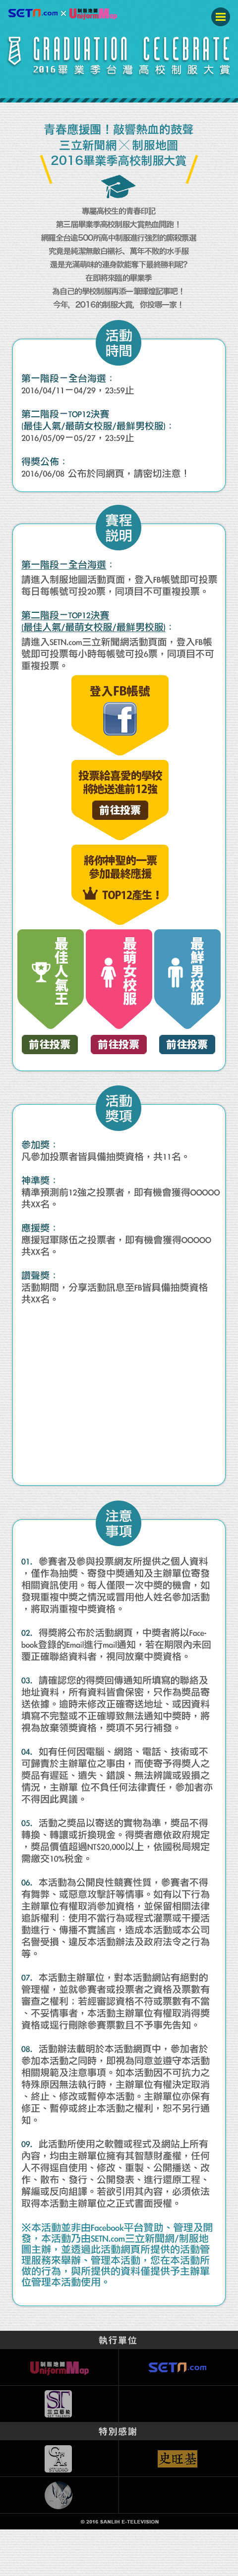 SETN.com × 制服地圖 UniformMap
GRADUATION CELEBRATE
2016畢業季台灣高校制服大賞
青春應援團！敲響熱血的鼓聲
三立新聞網╳制服地圖
2016畢業季高校制服大賞
專屬高校生的青春印記
第三屆畢業季高校制服大賞熱血開跑！
網羅全台逾500所高中制服進行強烈的廝殺票選
究竟是純潔無敵白襯衫、萬年不敗的水手服
還是充滿萌味的連身款能奪下最終勝利呢?
在即將來臨的畢業季
為自己的學校制服再添一筆輝煌記事吧！
今年，2016的制服大賞，你投哪一家！
活動
時間
第一階段－全台海選：
2016/04/11－04/29，23:59止
第二階段－TOP12決賽
(最佳人氣/最萌女校服/最鮮男校服)：
2016/05/09－05/27，23:59止
得獎公佈：
2016/06/08 公布於同網頁，請密切注意！
賽程
説明
第一階段－全台海選：
請進入制服地圖活動頁面，登入FB帳號即可投票
每日每帳號可投20票，同項目不可重複投票。
第二階段－TOP12決賽
(最佳人氣/最萌女校服/最鮮男校服)：
請進入SETN.com三立新聞網活動頁面，登入FB帳
號即可投票每小時每帳號可投6票，同項目不可
重複投票。
登入FB帳號
投票給喜愛的學校
將她送進前12強
前往投票
將你神聖的一票
參加最終應援
TOP12產生！
最佳人氣王
最萌女校服
最鮮男校服
前往投票
前往投票
前往投票
活動
獎項
參加獎：
凡參加投票者皆具備抽獎資格，共11名。
神準獎：
精準預測前12強之投票者，即有機會獲得OOOOO
共XX名。
應援獎：
應援冠軍隊伍之投票者，即有機會獲得OOOOO
共XX名。
讚聲獎：
活動期間，分享活動訊息至FB皆具備抽獎資格
共XX名。
注意
事項
01. 參賽者及參與投票網友所提供之個人資料
，僅作為抽獎、寄發中獎通知及主辦單位寄發
相關資訊使用。每人僅限一次中獎的機會，如
發現重複中獎之情況或冒用他人姓名參加活動
，將取消重複中獎資格。
02. 得獎將公布於活動網頁，中獎者將以Face-
book登錄的Email進行mail通知，若在期限內未回
覆正確聯絡資料者，視同放棄中獎資格。
03. 請確認您的得獎回傳通知所填寫的聯絡及
地址資料，所有資料皆會保密，只作為獎品寄
送依據。逾時未修改正確寄送地址、或因資料
填寫不完整或不正確導致無法通知中獎時，將
視為放棄領獎資格，獎項不另行補發。
04. 如有任何因電腦、網路、電話、技術或不
可歸責於主辦單位之事由，而使寄予得獎人之
獎品有遲延、遺失、錯誤、無法辨識或毀損之
情況，主辦單 位不負任何法律責任，參加者亦
不得因此異議。
05. 活動之獎品以寄送的實物為準，獎品不得
轉換、轉讓或折換現金。得獎者應依政府規定
，獎品價值超過NT$20,000以上，依國稅局規定
需繳交10%稅金。
06. 本活動為公開良性競賽性質，參賽者不得
有舞弊、或惡意攻擊訐等情事。如有以下行為
主辦單位有權取消參加資格，並保留相關法律
追訴權利：使用不當行為或程式灌票或干擾活
動進行、傳播不實議言，造成本活動或本公司
名譽受損、違反本活動辦法及政府法令之行為
等。
07. 本活動主辦單位，對本活動網站有絕對的
管理權，並就參賽者或投票者之資格及票數有
審查之權利；若經審認資格不符或票數有不當
、不妥情事者，本活動主辦單位有權取消得獎
資格或逕行刪除參賽票數且不予事先告知。
08. 活動辦法載明於本活動網頁中，參加者於
參加本活動之同時，即視為同意並遵守本活動
相關規範及注意事項。如本活動因不可抗力之
特殊原因無法執行時，主辦單位有權決定取消
、終止、修改或暫停本活動。主辦單位亦保有
修正、暫停或終止本活動之權利，恕不另行通
知。
09. 此活動所使用之軟體或程式及網站上所有
內容，均由主辦單位擁有其智慧財產權，任何
人不得逕自使用、修改、重製、公開播送、改
作、散布、發行、公開發表、進行還原工程、
解編或反向組譯。若欲引用其內容，必須依法
取得本活動主辦單位之正式書面授權。
※本活動並非由Facebook平台贊助、管理及開
發，本活動乃由SETN.com三立新聞網/制服地
圖主辦，並透過此活動網頁所提供的活動管
理服務來舉辦、管理本活動，您在本活動所
做的行為，與所提供的資料僅提供予主辦單
位管理本活動使用。
執行單位
制服地圖 UniformMap
SETN.com
特別感謝
史旺基
© 2016 SANLIH E-TELEVISION